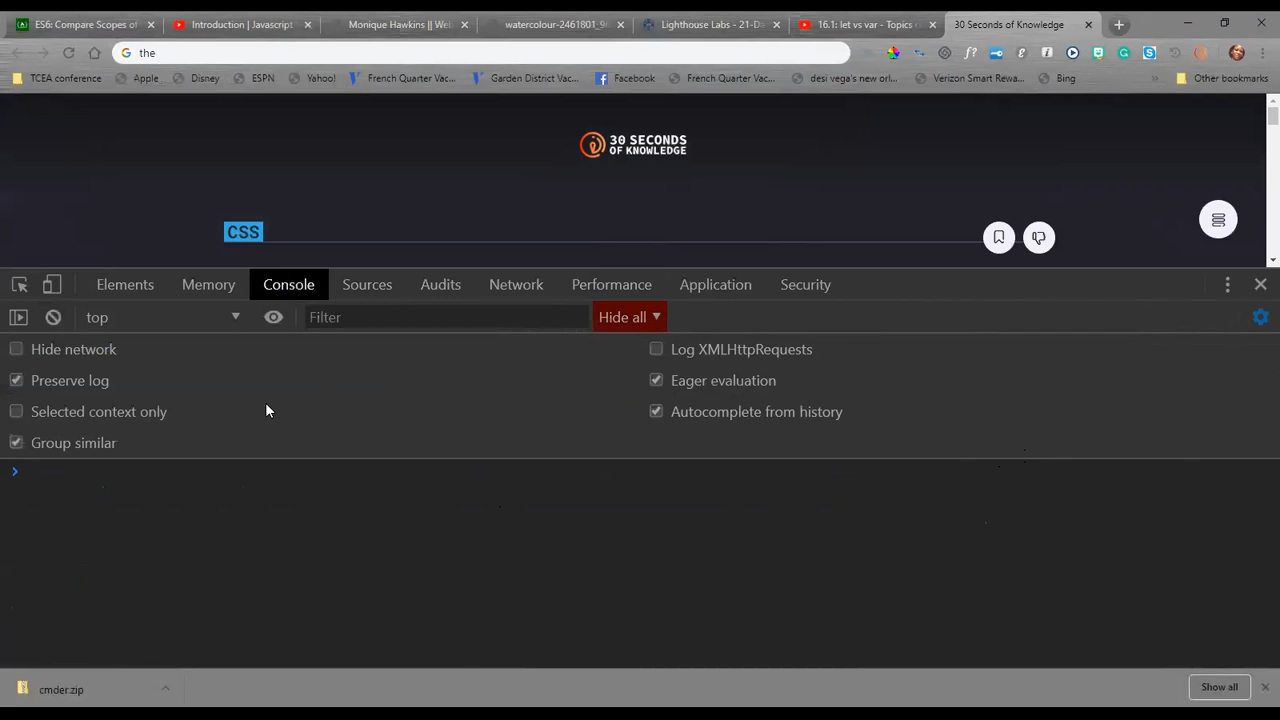 ES6: Compare Scopes of
Introduction | Javascript
Monique Hawkins || Web
watercolour-2461801_9
Lighthouse Labs - 21-Da
16.1: let vs var - Topics
30 Seconds of Knowledge
the
TCEA conference
Apple
Disney
ESPN
Yahoo!
French Quarter Vac...
Garden District Vac...
Facebook
French Quarter Vac...
desi vega's new orl...
Verizon Smart Rewa...
Bing
»
Other bookmarks
30 SECONDS
OF KNOWLEDGE
CSS
Elements
Memory
Console
Sources
Audits
Network
Performance
Application
Security
top
Filter
Hide all
Hide network
Log XMLHttpRequests
Preserve log
Eager evaluation
Selected context only
Autocomplete from history
Group similar
cmder.zip
Show all